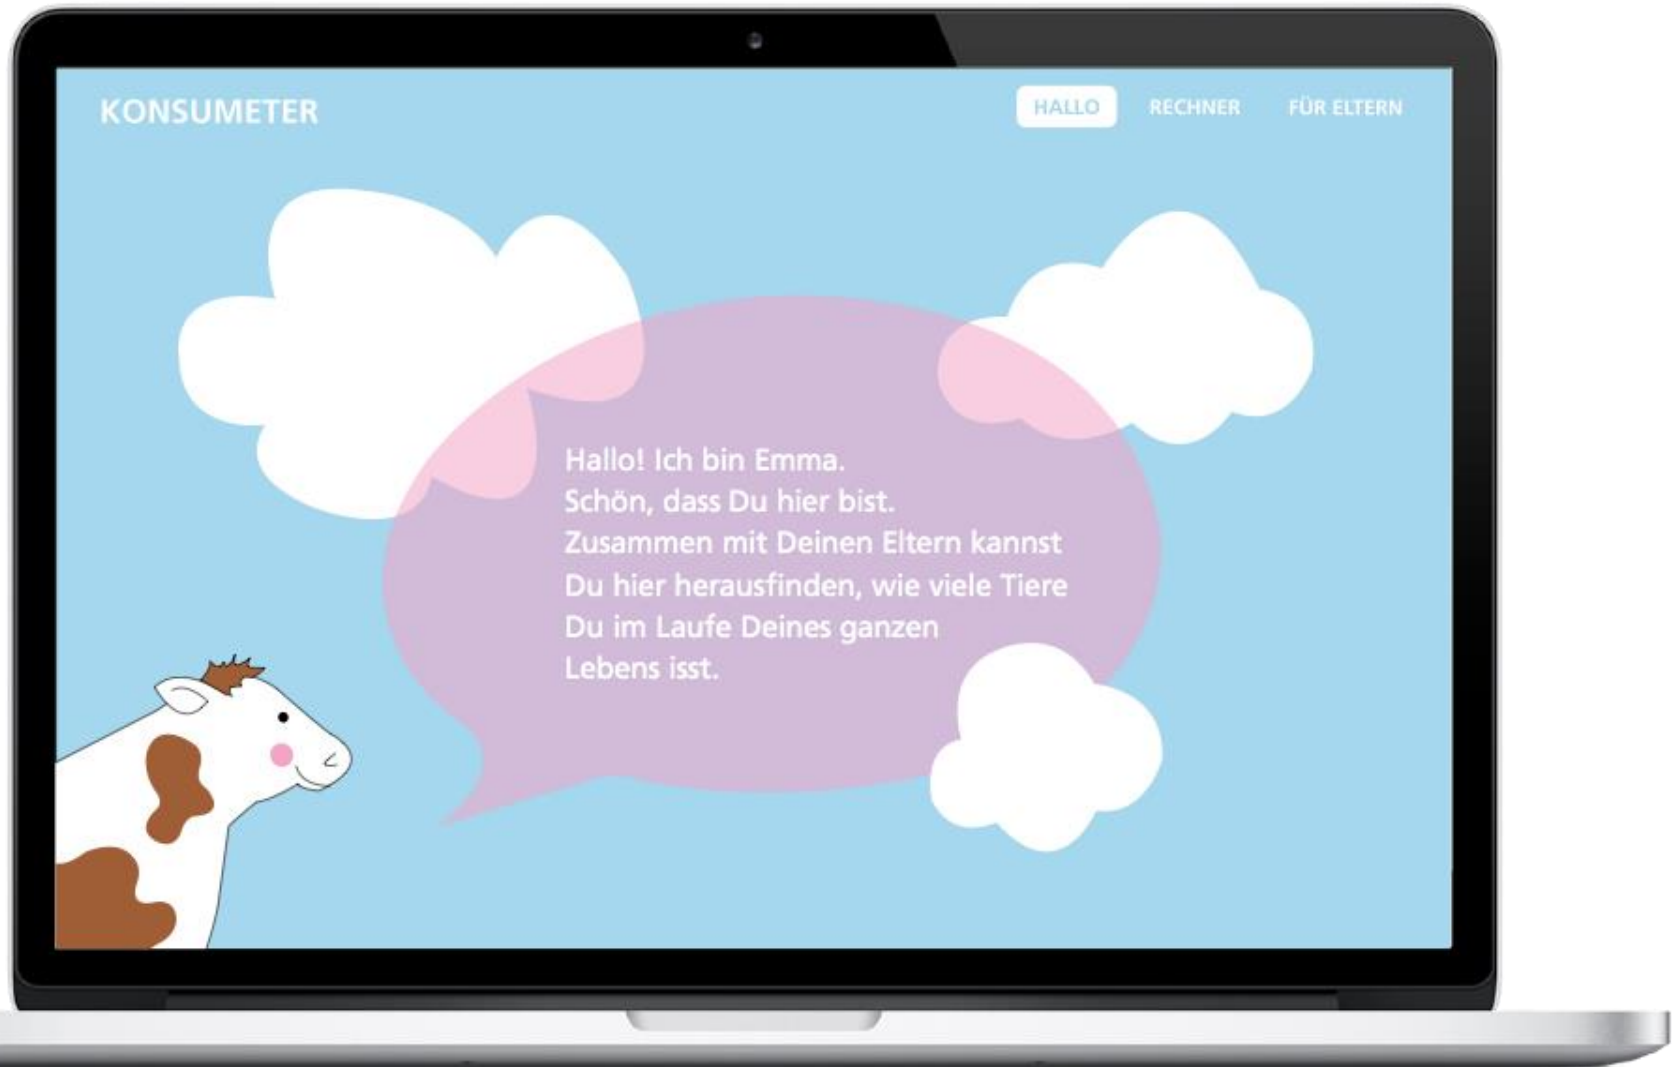 KONSUMETER
HALLO RECHNER FÜR ELTERN
Hallo! Ich bin Emma.
Schön, dass Du hier bist.
Zusammen mit Deinen Eltern kannst
Du hier herausfinden, wie viele Tiere
Du im Laufe Deines ganzen
Lebens isst.